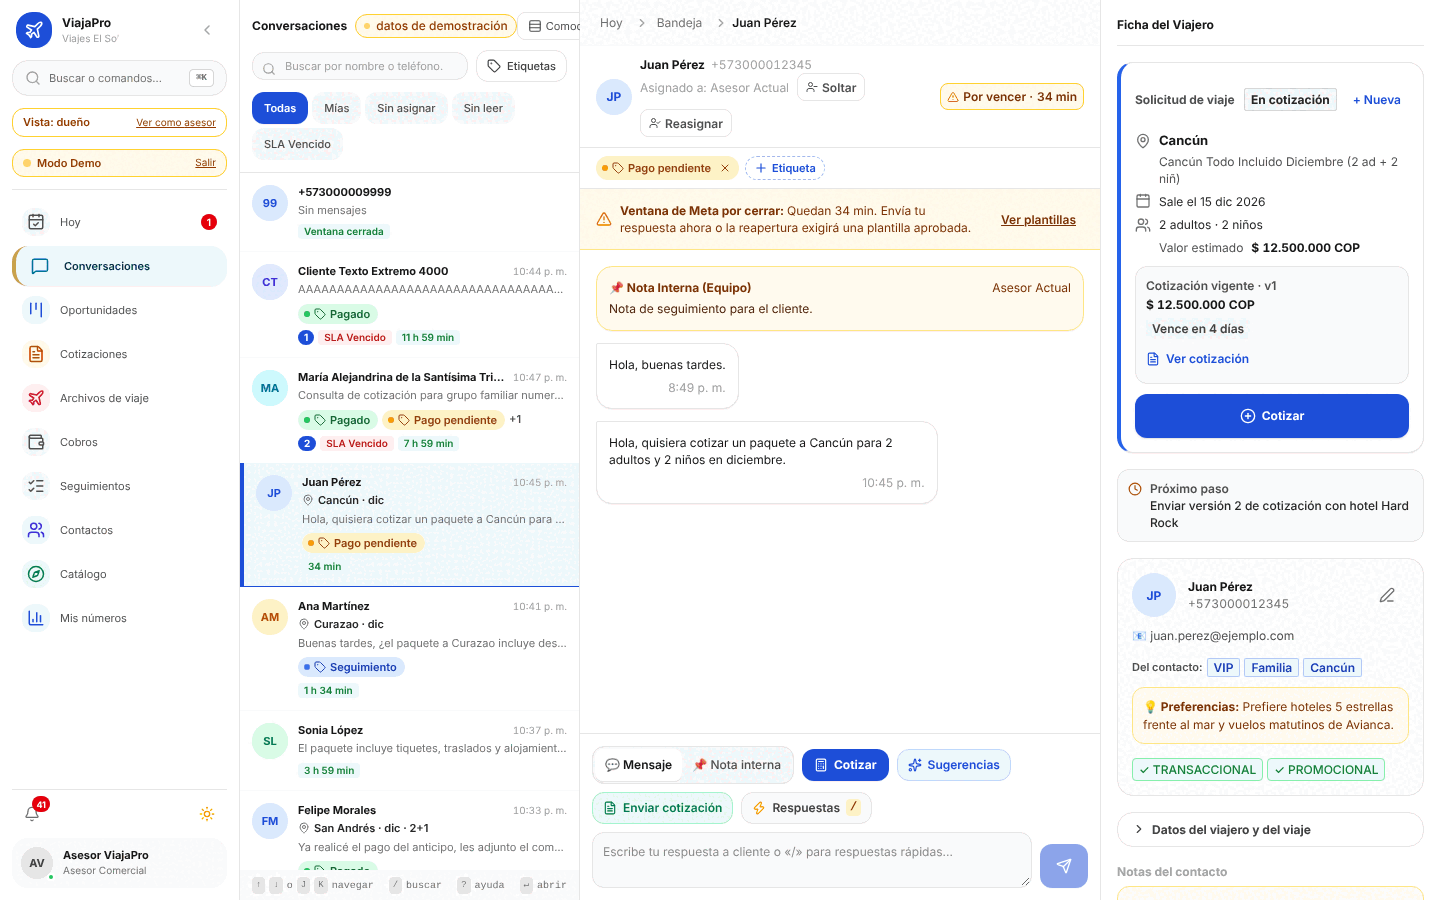 ViajaPro
Viajes El So'
Buscar o comandos...
⌘K
Vista: dueño
Ver como asesor
Modo Demo
Salir
Hoy
1
Conversaciones
Oportunidades
Cotizaciones
Archivos de viaje
Cobros
Seguimientos
Contactos
Catálogo
Mis números
41
AV
Asesor ViajaPro
Asesor Comercial
Conversaciones
datos de demostración
Buscar por nombre o teléfono.
Etiquetas
Todas
Mías
Sin asignar
Sin leer
SLA Vencido
99
+573000009999
Sin mensajes
Ventana cerrada
CT
Cliente Texto Extremo 4000
10:44 p. m.
Pagado
1
SLA Vencido
11 h 59 min
MA
María Alejandrina de la Santísima Tri...
10:47 p. m.
Consulta de cotización para grupo familiar numer...
Pagado
Pago pendiente
+1
2
SLA Vencido
7 h 59 min
JP
Juan Pérez
10:45 p. m.
Cancún · dic
Hola, quisiera cotizar un paquete a Cancún para ...
Pago pendiente
34 min
AM
Ana Martínez
10:41 p. m.
Curazao · dic
Buenas tardes, ¿el paquete a Curazao incluye des...
Seguimiento
1 h 34 min
SL
Sonia López
10:37 p. m.
El paquete incluye tiquetes, traslados y alojamient...
3 h 59 min
FM
Felipe Morales
10:33 p. m.
San Andrés · dic · 2+1
Ya realicé el pago del anticipo, les adjunto el com...
Pagado
↑ ↓ o J K navegar / buscar ? ayuda ↵ abrir
Hoy > Bandeja > Juan Pérez
JP
Juan Pérez +573000012345
Asignado a: Asesor Actual
Soltar
Reasignar
Por vencer · 34 min
Pago pendiente ×
+ Etiqueta
Ventana de Meta por cerrar: Quedan 34 min. Envía tu
respuesta ahora o la reapertura exigirá una plantilla aprobada.
Ver plantillas
📌 Nota Interna (Equipo)
Asesor Actual
Nota de seguimiento para el cliente.
Hola, buenas tardes.
8:49 p. m.
Hola, quisiera cotizar un paquete a Cancún para 2
adultos y 2 niños en diciembre.
10:45 p. m.
💬 Mensaje
📌 Nota interna
Cotizar
Sugerencias
Enviar cotización
Respuestas /
Escribe tu respuesta a cliente o «/» para respuestas rápidas...
Ficha del Viajero
Solicitud de viaje
En cotización
+ Nueva
Cancún
Cancún Todo Incluido Diciembre (2 ad + 2
niñ)
Sale el 15 dic 2026
2 adultos · 2 niños
Valor estimado $ 12.500.000 COP
Cotización vigente · v1
$ 12.500.000 COP
Vence en 4 días
Ver cotización
Cotizar
Próximo paso
Enviar versión 2 de cotización con hotel Hard
Rock
JP
Juan Pérez
+573000012345
📧 juan.perez@ejemplo.com
Del contacto:
VIP
Familia
Cancún
💡 Preferencias: Prefiere hoteles 5 estrellas
frente al mar y vuelos matutinos de Avianca.
✓ TRANSACCIONAL
✓ PROMOCIONAL
Datos del viajero y del viaje
Notas del contacto